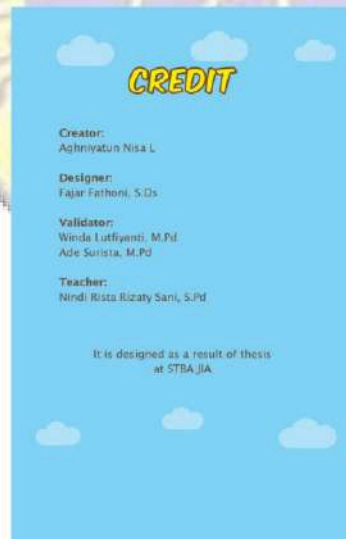 CREDIT
Creator:
Aghniyatun Nisa L
Designer:
Fajar Fathoni, S.Ds
Validator:
Winda Lutfiyanti, M.Pd
Ade Surista, M.Pd
Teacher:
Nindi Rista Rizaty Sani, S.Pd
It is designed as a result of thesis
at STBA JIA